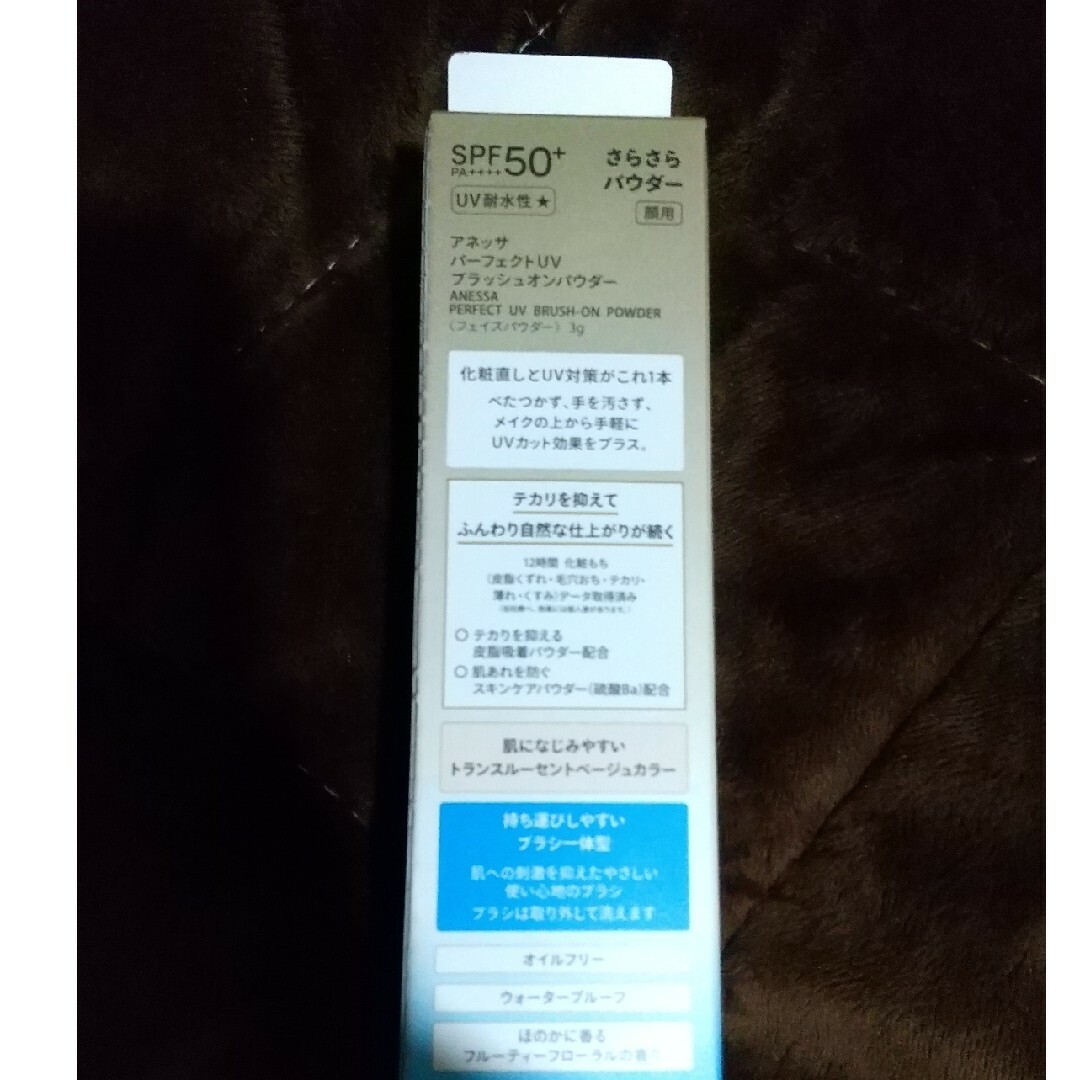 SPF50+
PA++++
UV耐水性★
さらさら
パウダー
顔用
アネッサ
パーフェクトUV
ブラッシュオンパウダー
ANESSA
PERFECT UV BRUSH-ON POWDER
(フェイスパウダー) 3g
化粧直しとUV対策がこれ1本
べたつかず、手を汚さず、
メイクの上から手軽に
UVカット効果をプラス。
テカリを抑えて
ふんわり自然な仕上がりが続く
12時間 化粧もち
(皮脂くずれ・毛穴おち・テカリ・
薄れ・くすみ)データ取得済み
○ テカリを抑える
皮脂吸着パウダー配合
○ 肌あれを防ぐ
スキンケアパウダー(硫酸Ba)配合
肌になじみやすい
トランスルーセントベージュカラー
持ち運びしやすい
ブラシ一体型
肌への刺激を抑えたやさしい
使い心地のブラシ
ブラシは取り外して洗えます
オイルフリー
ウォータープルーフ
ほのかに香る
フルーティーフローラルの香り